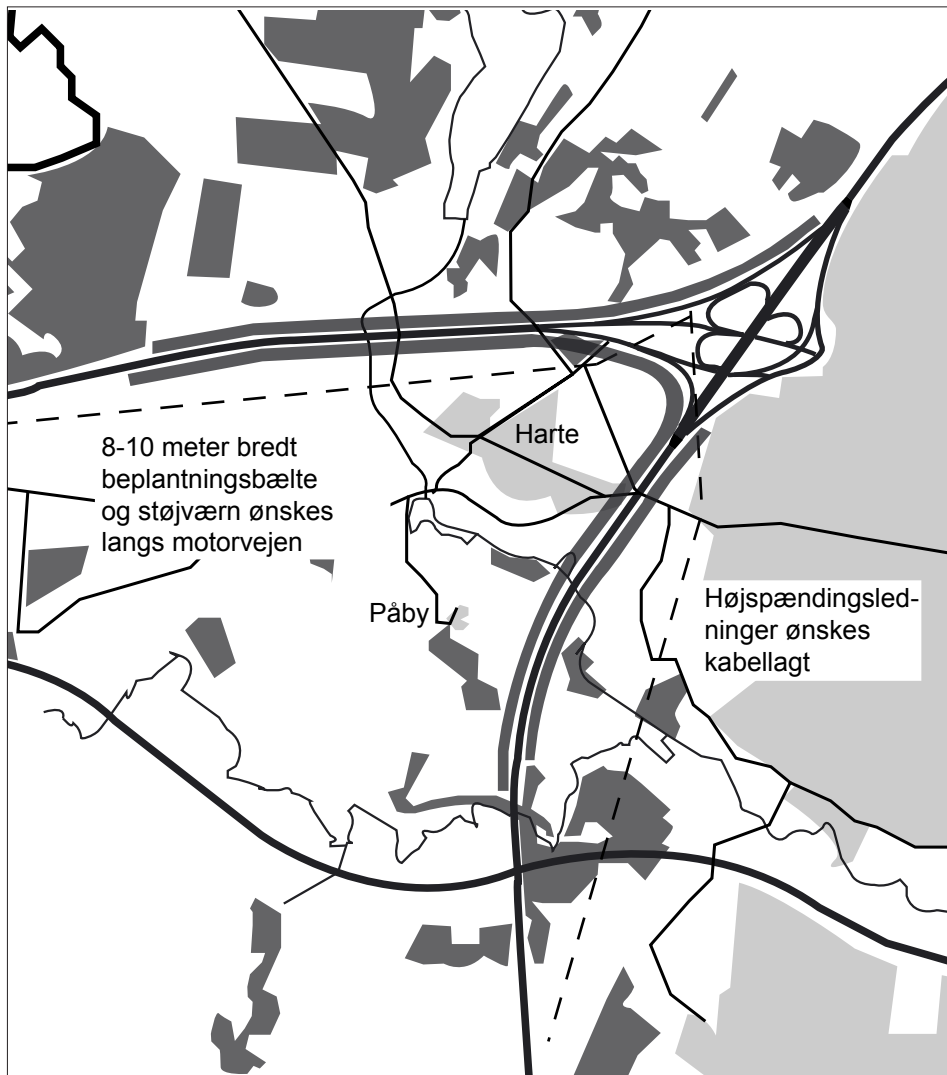 8-10 meter bredt
beplantningsbælte
og støjværn ønskes
langs motorvejen
Harte
Påby
Højspændingsled-
ninger ønskes
kabellagt